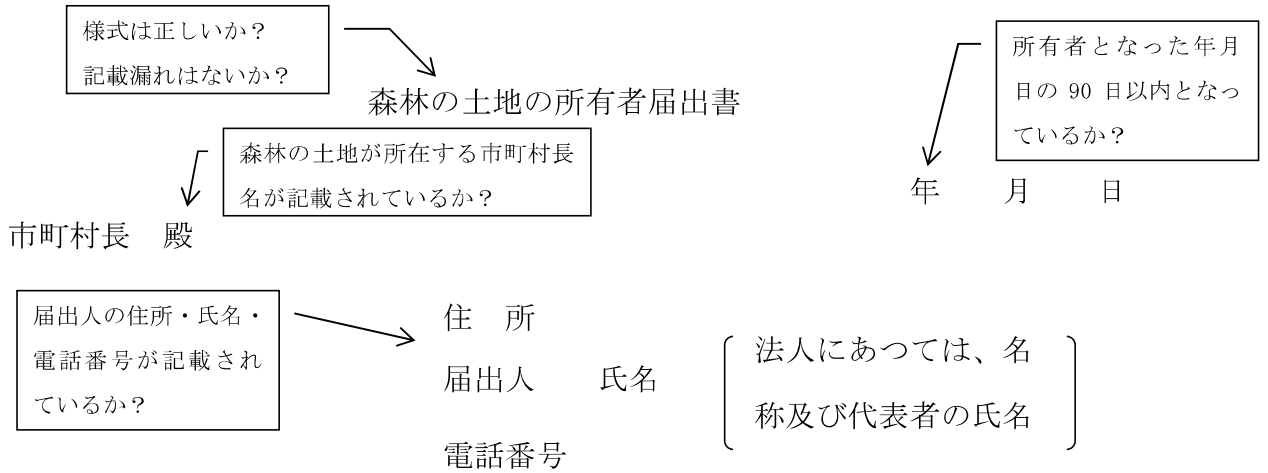 様式は正しいか？
記載漏れはないか？
所有者となった年月
日の 90 日以内となっ
ているか？
森林の土地の所有者届出書
森林の土地が所在する市町村長
名が記載されているか？
年　　月　　日
市町村長　殿
届出人の住所・氏名・
電話番号が記載され
ているか？
住　所
届出人　　氏名
法人にあつては、名
称及び代表者の氏名
電話番号